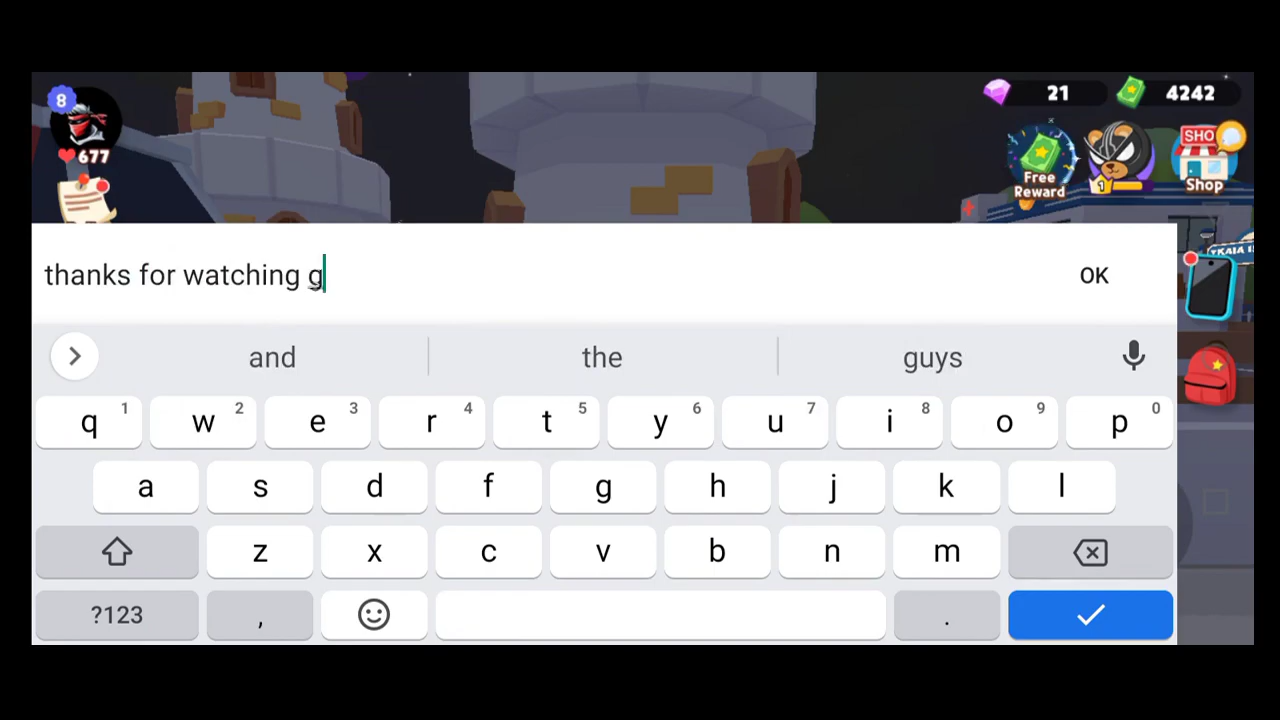 8
677
21
4242
Free
Reward
1
SHO
Shop
thanks for watching g
OK
and
the
guys
q 1 w 2 e 3 r 4 t 5 y 6 u 7 i 8 o 9 p 0
a s d f g h j k l
z x c v b n m
?123 , .